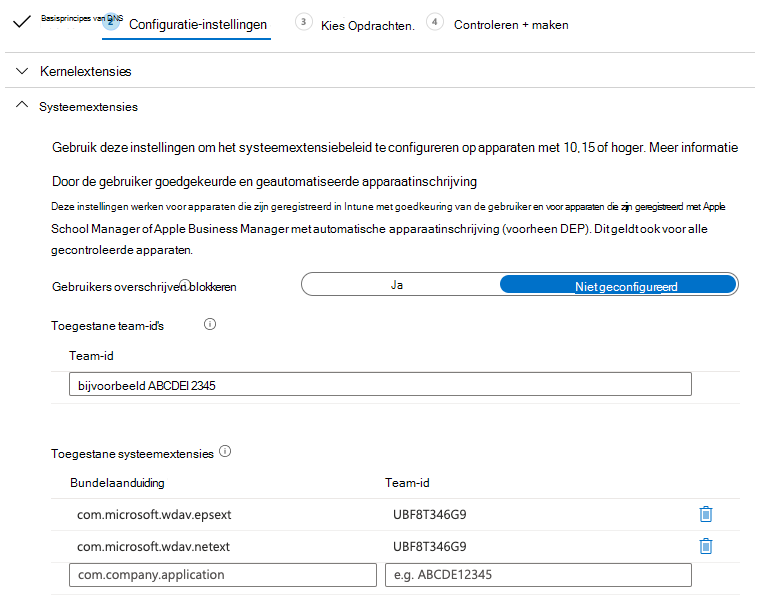 Basisprincipes van DNS
2 Configuratie-instellingen
3 Kies Opdrachten.
4 Controleren + maken
Kernelextensies
Systeemextensies
Gebruik deze instellingen om het systeemextensiebeleid te configureren op apparaten met 10,15 of hoger. Meer informatie
Door de gebruiker goedgekeurde en geautomatiseerde apparaatinschrijving
Deze instellingen werken voor apparaten die zijn geregistreerd in Intune met goedkeuring van de gebruiker en voor apparaten die zijn geregistreerd met Apple
School Manager of Apple Business Manager met automatische apparaatinschrijving (voorheen DEP). Dit geldt ook voor alle
gecontroleerde apparaten.
Gebruikers overschrijven blokkeren
Ja
Niet geconfigureerd
Toegestane team-id's
Team-id
bijvoorbeeld ABCDEI 2345
Toegestane systeemextensies
Bundelaanduiding Team-id
com.microsoft.wdav.epsext UBF8T346G9
com.microsoft.wdav.netext UBF8T346G9
com.company.application e.g. ABCDE12345